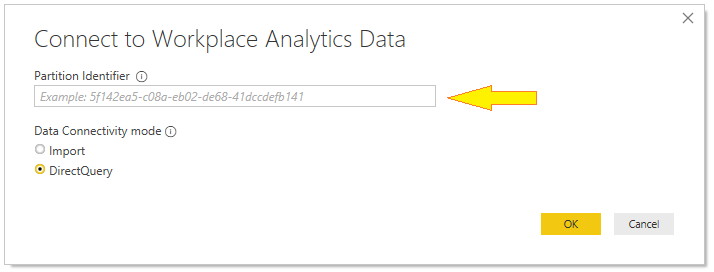 Connect to Workplace Analytics Data
Partition Identifier
Example: 5f142ea5-c08a-eb02-de68-41dccdefb141
Data Connectivity mode
Import
DirectQuery
OK Cancel